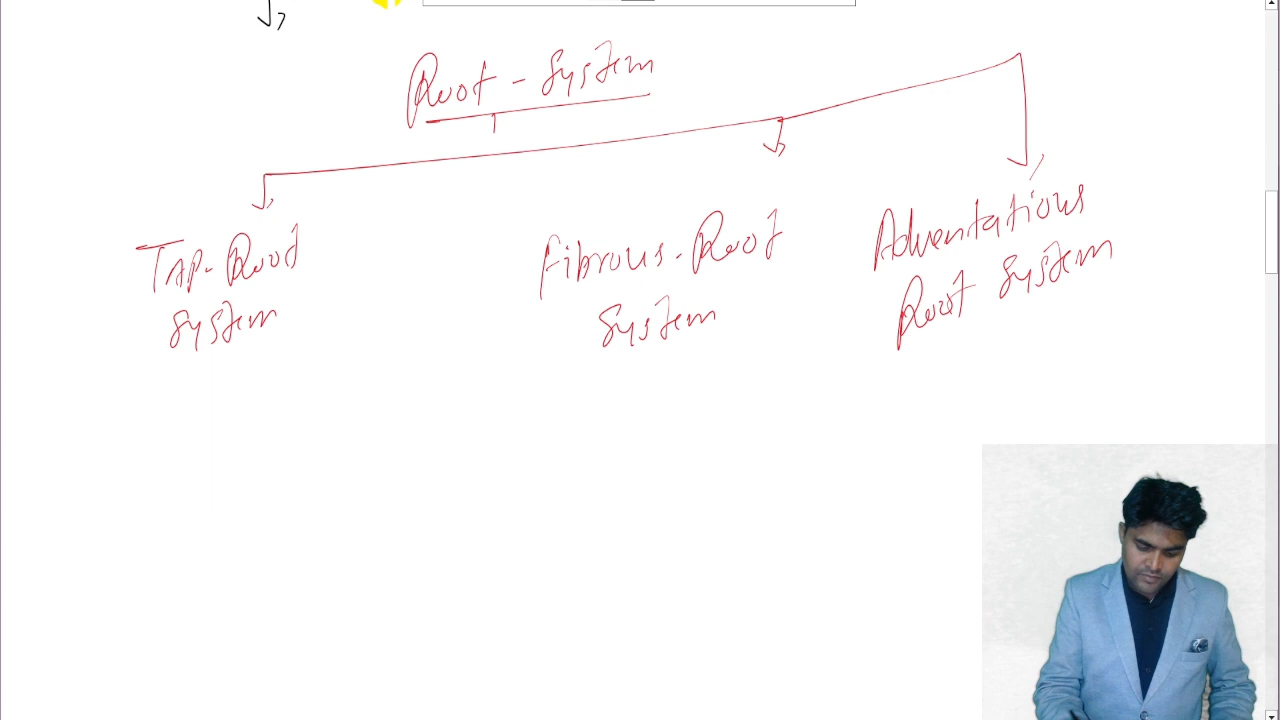 Root - System
Tap-Root
System
Fibrous-Root
System
Adventatious
Root System